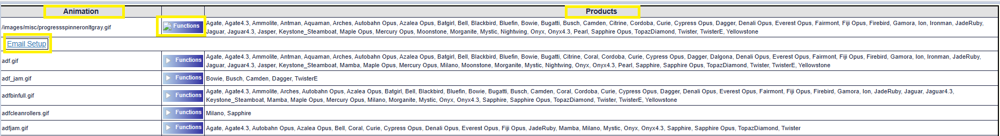 Animation Products
/images/misc/progressspinneronltgray.gif Functions Agate, Agate4.3, Ammolite, Antman, Aquaman, Arches, Autobahn Opus, Azalea Opus, Batgirl, Bell, Blackbird, Bluefin, Bowie, Bugatti, Busch, Camden, Citrine, Cordoba, Curie, Cypress Opus, Dagger, Denali Opus, Everest Opus, Fairmont, Fiji Opus, Firebird, Gamora, Ion, Ironman, JadeRuby,
Jaguar, Jaguar4.3, Jasper, Keystone_Steamboat, Maple Opus, Mercury Opus, Moonstone, Morganite, Mystic, Nightwing, Onyx, Onyx4.3, Pearl, Sapphire Opus, TopazDiamond, Twister, TwisterE, Yellowstone
Email Setup
adf.gif Functions Agate, Agate4.3, Ammolite, Antman, Aquaman, Arches, Autobahn Opus, Azalea Opus, Batgirl, Bell, Blackbird, Bluefin, Bowie, Bugatti, Citrine, Coral, Cordoba, Curie, Cypress Opus, Dagger, Dalgona, Denali Opus, Everest Opus, Fairmont, Fiji Opus, Firebird, Gamora, Ion, Ironman, JadeRuby,
Jaguar, Jaguar4.3, Jasper, Keystone_Steamboat, Mamba, Maple Opus, Mercury Opus, Milano, Moonstone, Morganite, Mystic, Nightwing, Onyx, Onyx4.3, Pearl, Sapphire, Sapphire Opus, TopazDiamond, Twister, TwisterE, Yellowstone
adf_jam.gif Functions Bowie, Busch, Camden, Dagger, TwisterE
adfbinfull.gif Functions Agate, Agate4.3, Ammolite, Arches, Autobahn Opus, Azalea Opus, Batgirl, Bell, Blackbird, Bluefin, Bowie, Bugatti, Busch, Camden, Coral, Cordoba, Curie, Cypress Opus, Dagger, Denali Opus, Everest Opus, Fairmont, Fiji Opus, Firebird, Gamora, Ion, JadeRuby, Jaguar, Jaguar4.3,
Keystone_Steamboat, Mamba, Maple Opus, Mercury Opus, Milano, Morganite, Mystic, Onyx, Onyx4.3, Sapphire, Sapphire Opus, TopazDiamond, Twister, TwisterE, Yellowstone
adfcleanrollers.gif Functions Milano, Sapphire
adfjam.gif Functions Agate, Agate4.3, Autobahn Opus, Azalea Opus, Bell, Coral, Curie, Cypress Opus, Denali Opus, Everest Opus, Fiji Opus, JadeRuby, Mamba, Milano, Mystic, Onyx, Onyx4.3, Sapphire, Sapphire Opus, TopazDiamond, Twister